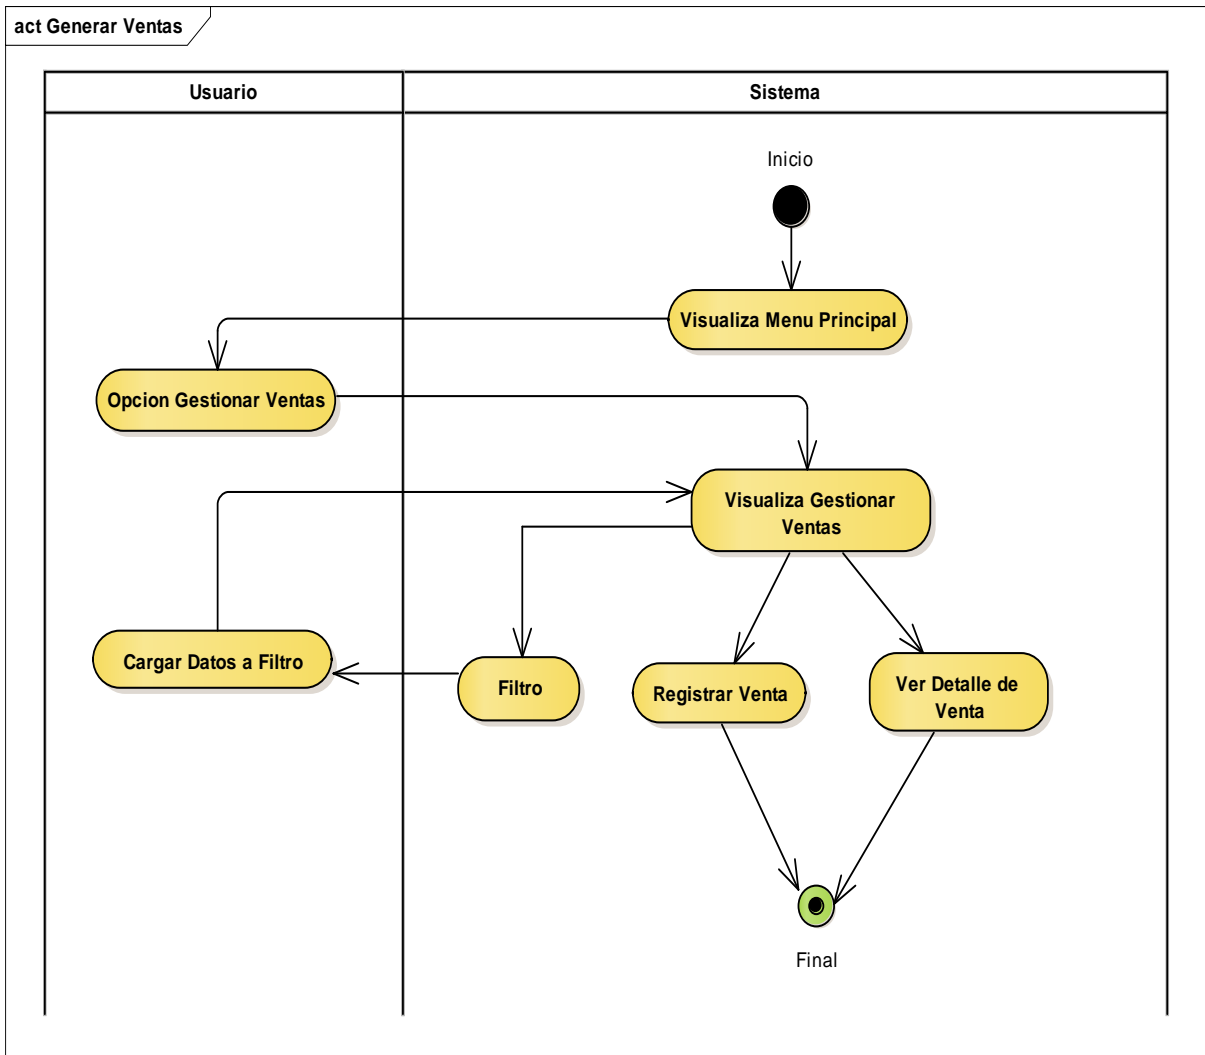 act Generar Ventas
Usuario
Sistema
Inicio
Visualiza Menu Principal
Opcion Gestionar Ventas
Visualiza Gestionar
Ventas
Cargar Datos a Filtro
Filtro
Registrar Venta
Ver Detalle de
Venta
Final